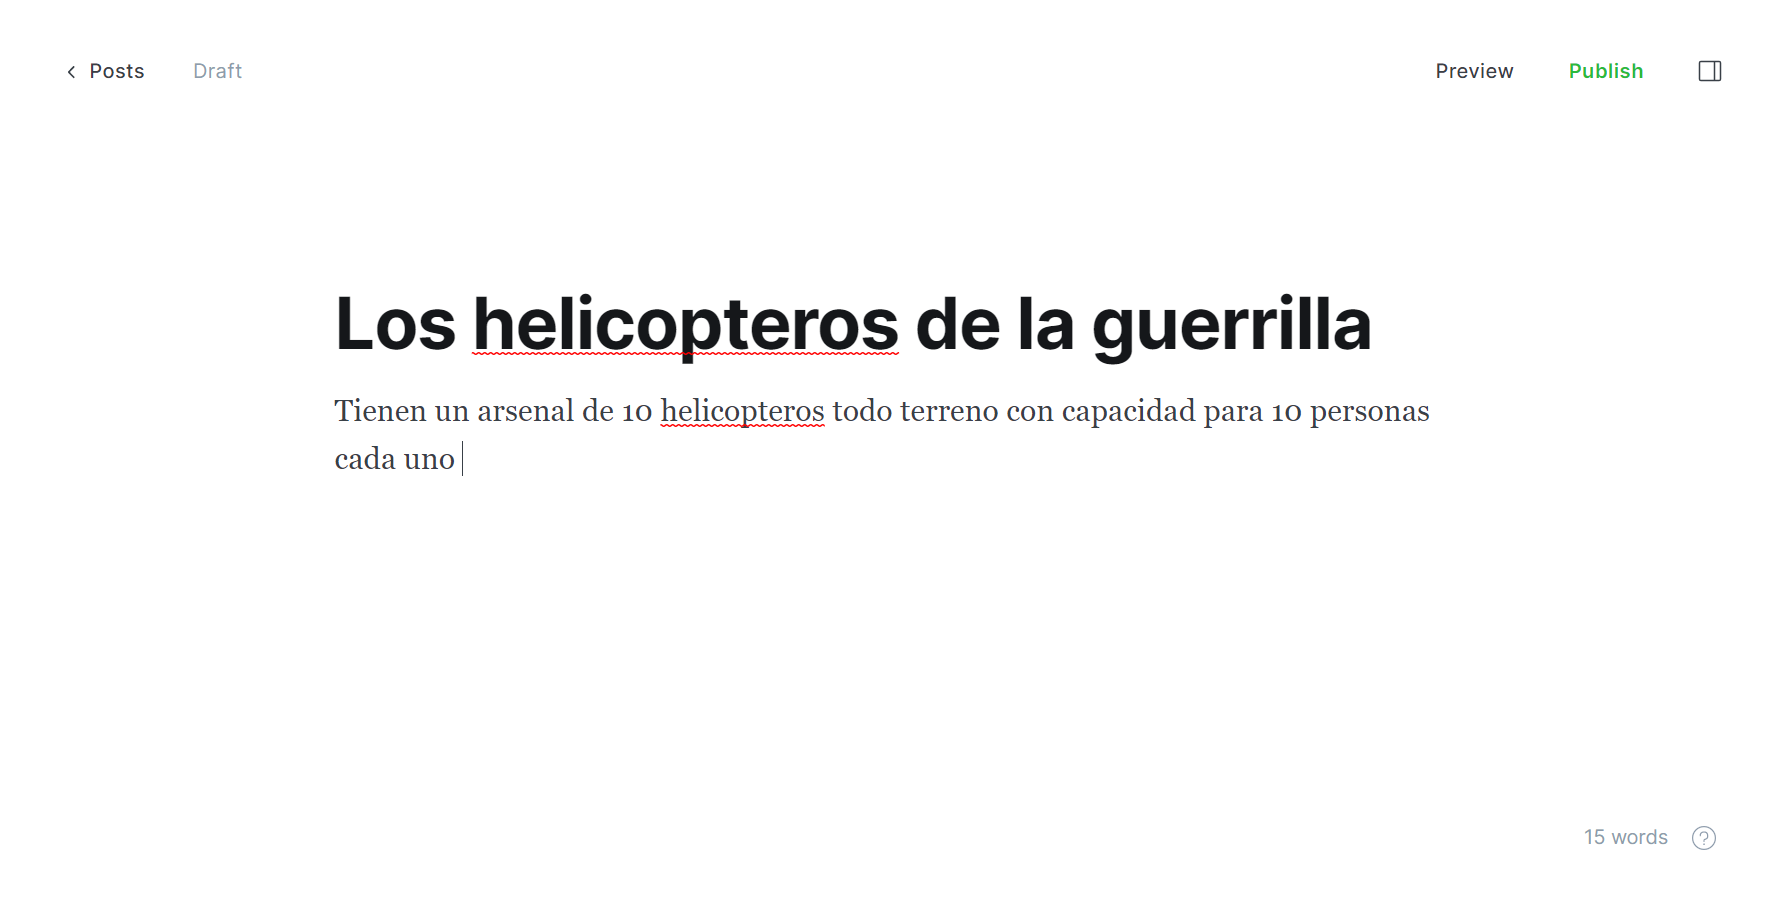 Posts
Draft
Preview
Publish
Los helicopteros de la guerrilla
Tienen un arsenal de 10 helicopteros todo terreno con capacidad para 10 personas
cada uno
15 words
?